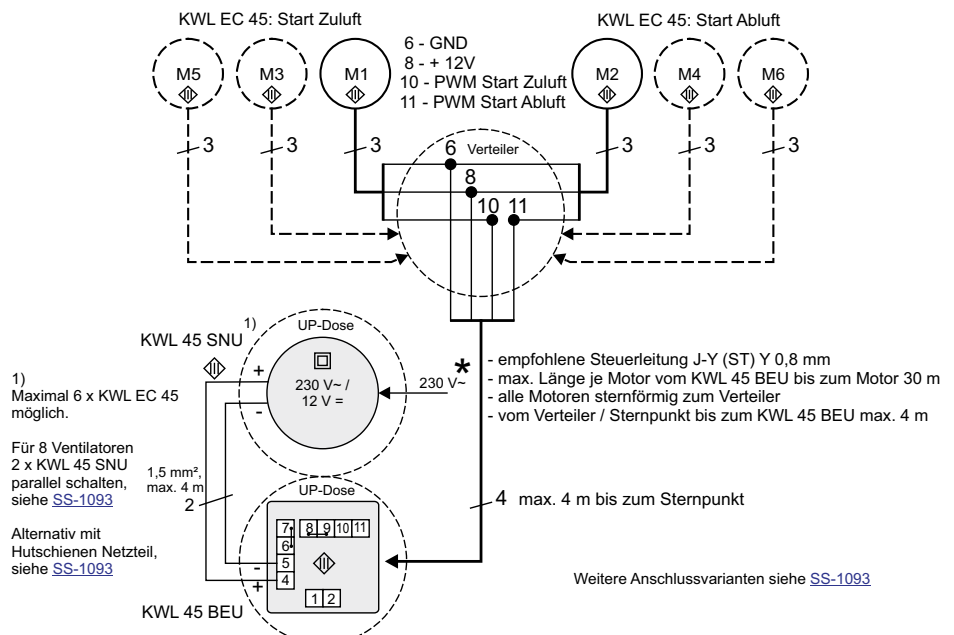 KWL EC 45: Start Zuluft
KWL EC 45: Start Abluft
M5
M3
M1
6 - GND
8 - + 12V
10 - PWM Start Zuluft
11 - PWM Start Abluft
M2
M4
M6
3
3
3
3
3
3
6 Verteiler
8
10 11
KWL 45 SNU 1)
UP-Dose
+
-
230 V~ /
12 V =
230 V~
*
- empfohlene Steuerleitung J-Y (ST) Y 0,8 mm
- max. Länge je Motor vom KWL 45 BEU bis zum Motor 30 m
- alle Motoren sternförmig zum Verteiler
- vom Verteiler / Sternpunkt bis zum KWL 45 BEU max. 4 m
1)
Maximal 6 x KWL EC 45
möglich.
Für 8 Ventilatoren
2 x KWL 45 SNU
parallel schalten,
siehe SS-1093
Alternativ mit
Hutschienen Netzteil,
siehe SS-1093
1,5 mm²,
max. 4 m
2
UP-Dose
7 8 9 10 11
6
- 5
+ 4
1 2
KWL 45 BEU
4 max. 4 m bis zum Sternpunkt
Weitere Anschlussvarianten siehe SS-1093